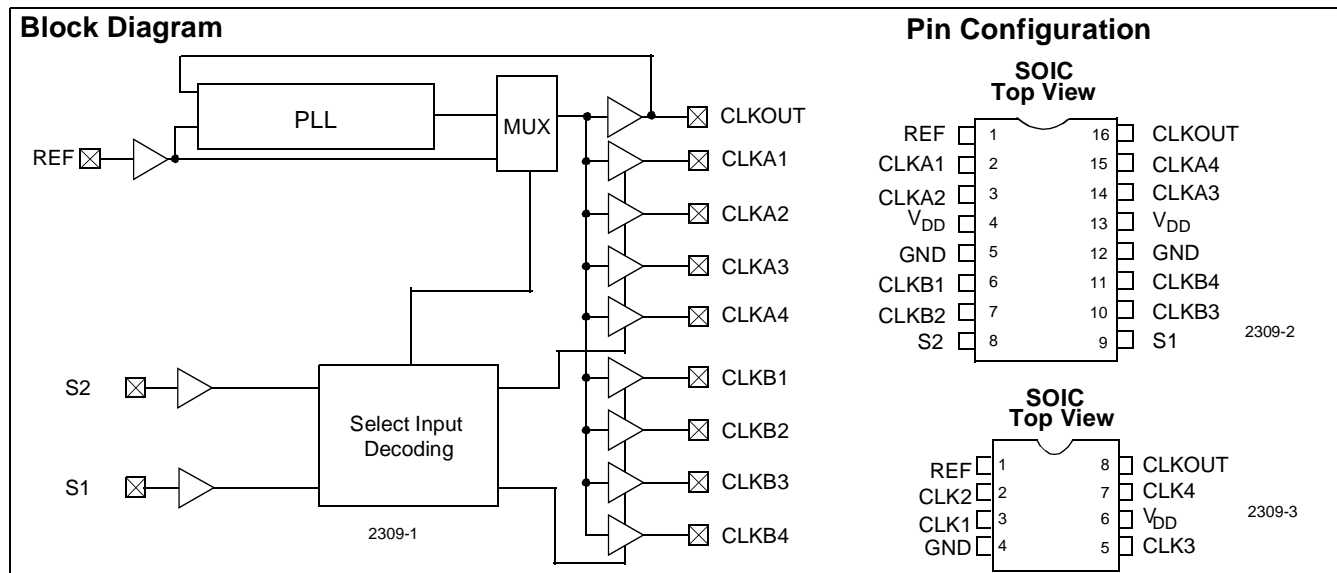 Block Diagram
PLL
MUX
REF
S2
S1
Select Input
Decoding
2309-1
CLKOUT
CLKA1
CLKA2
CLKA3
CLKA4
CLKB1
CLKB2
CLKB3
CLKB4
Pin Configuration
SOIC
Top View
REF 1 16 CLKOUT
CLKA1 2 15 CLKA4
CLKA2 3 14 CLKA3
VDD 4 13 VDD
GND 5 12 GND
CLKB1 6 11 CLKB4
CLKB2 7 10 CLKB3
S2 8 9 S1
2309-2
SOIC
Top View
REF 1 8 CLKOUT
CLK2 2 7 CLK4
CLK1 3 6 VDD
GND 4 5 CLK3
2309-3